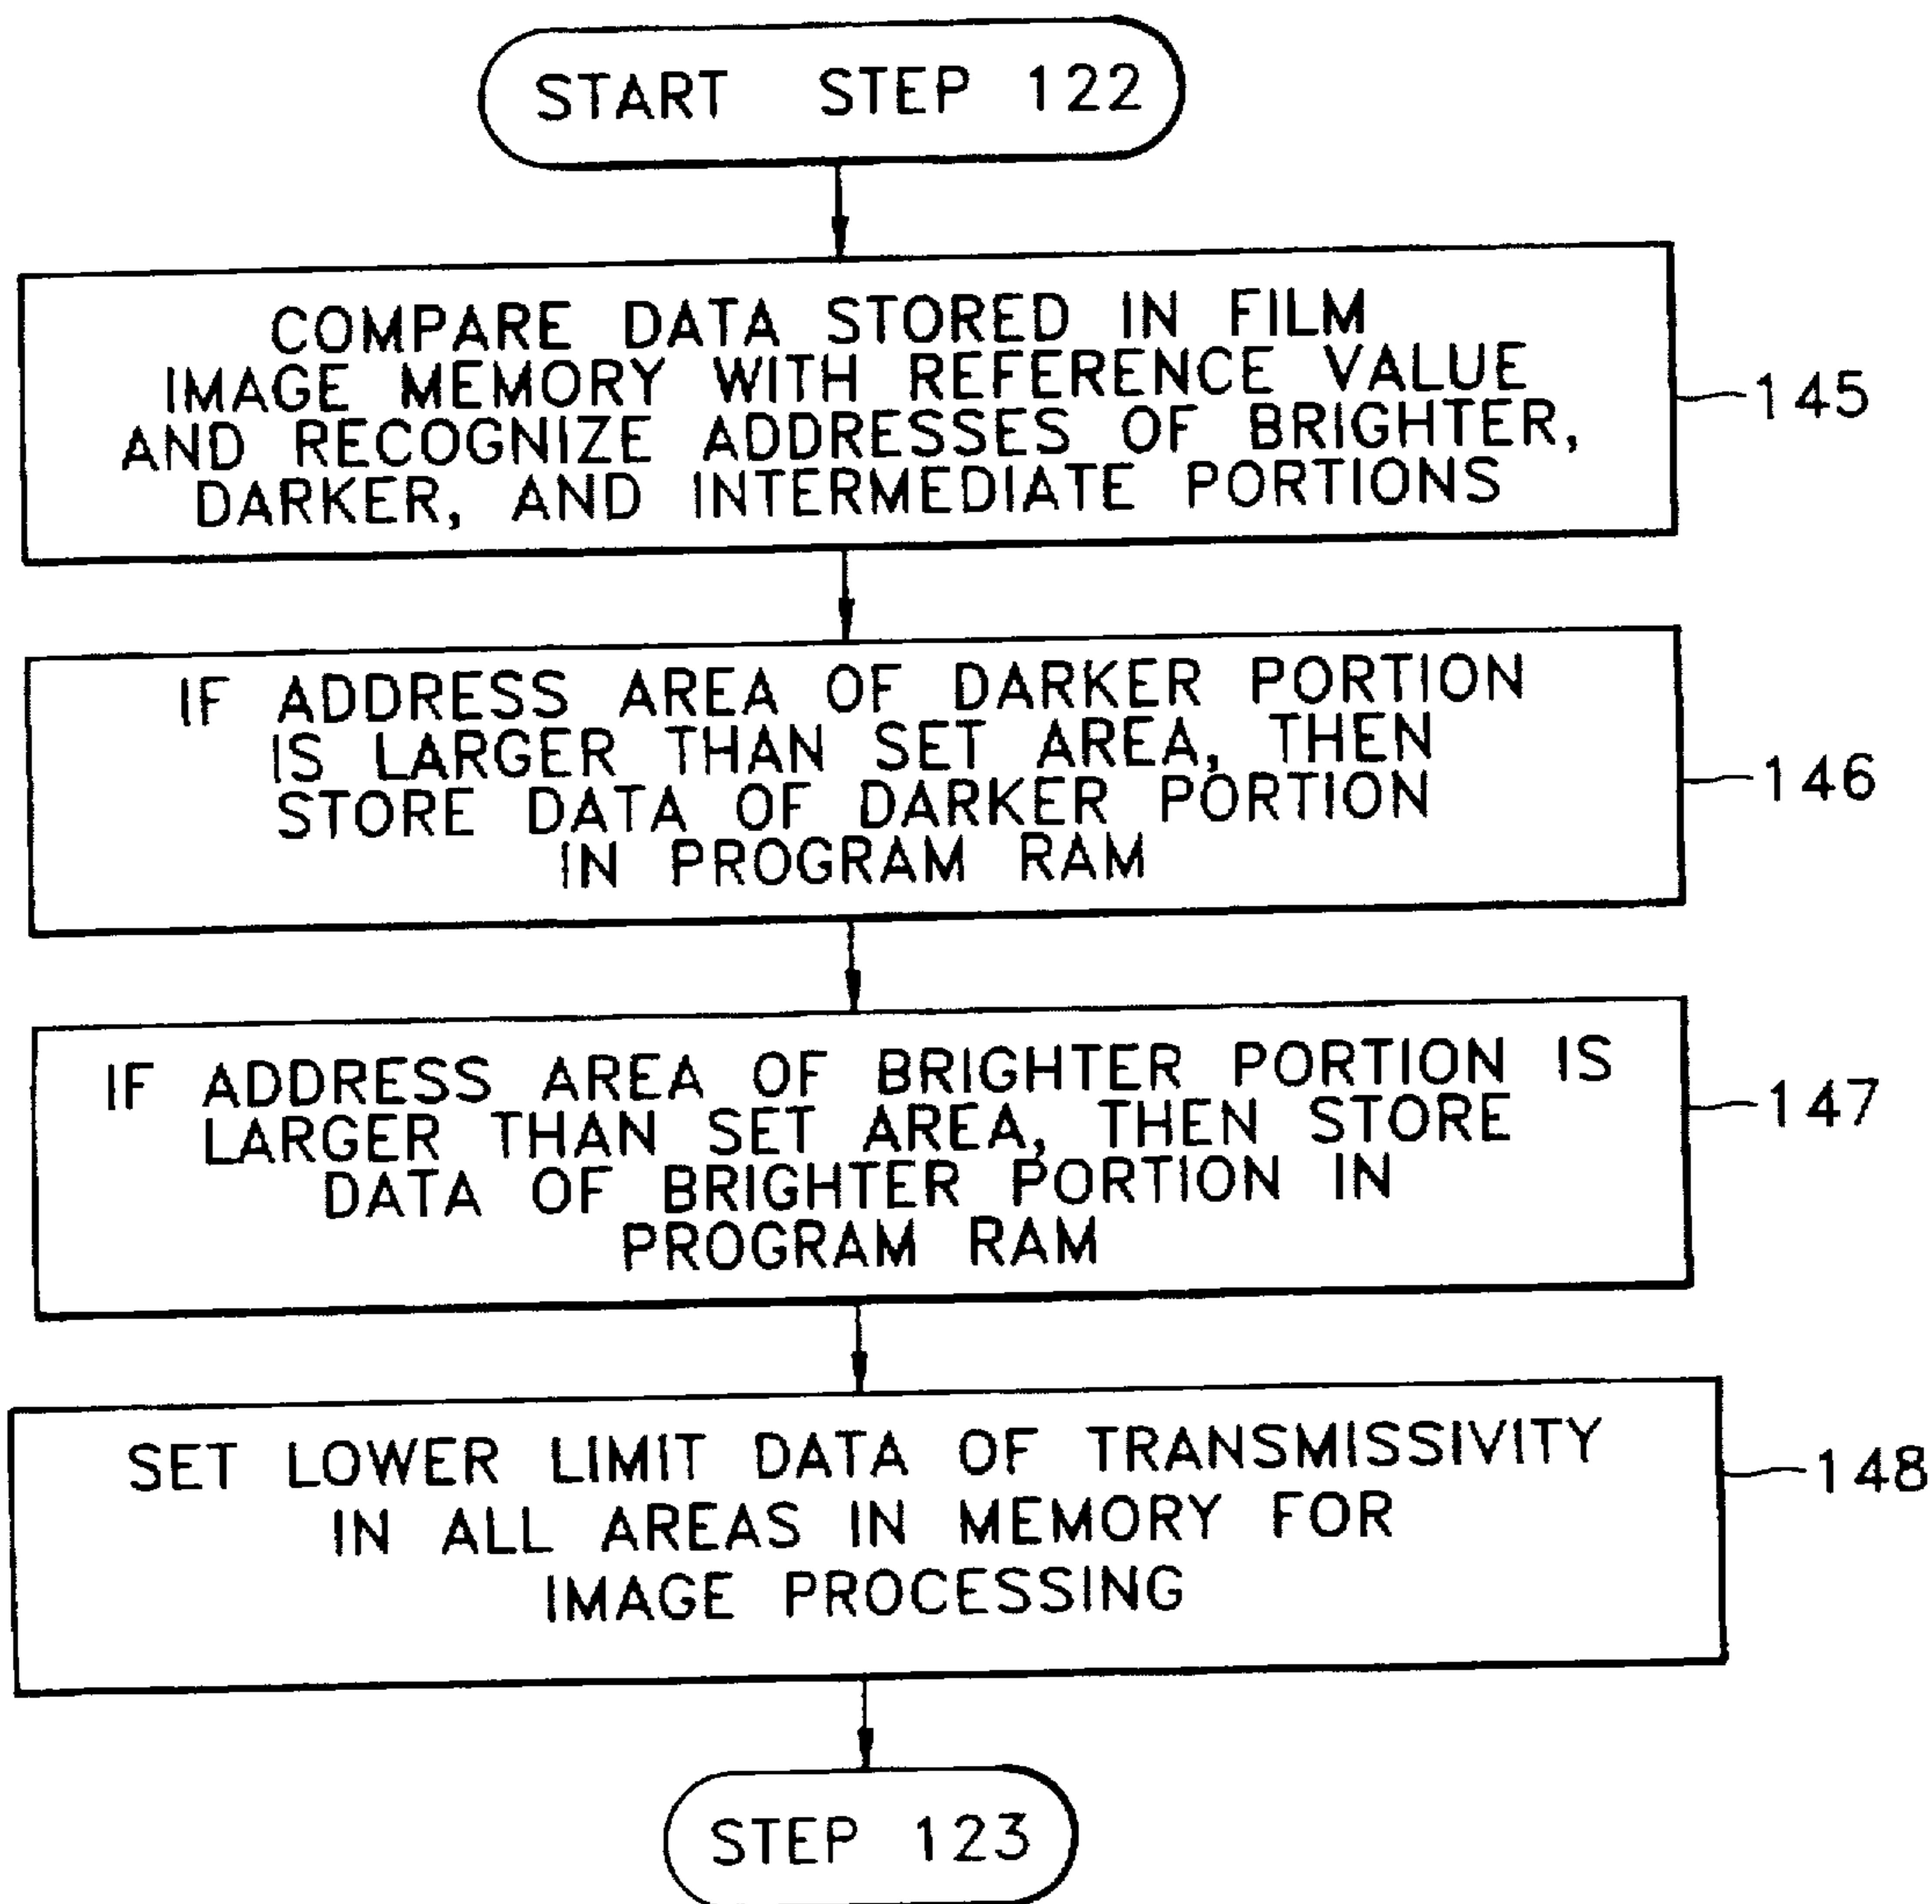 START STEP 122
COMPARE DATA STORED IN FILM
IMAGE MEMORY WITH REFERENCE VALUE
AND RECOGNIZE ADDRESSES OF BRIGHTER,
DARKER, AND INTERMEDIATE PORTIONS
145
IF ADDRESS AREA OF DARKER PORTION
IS LARGER THAN SET AREA, THEN
STORE DATA OF DARKER PORTION
IN PROGRAM RAM
146
IF ADDRESS AREA OF BRIGHTER PORTION IS
LARGER THAN SET AREA, THEN STORE
DATA OF BRIGHTER PORTION IN
PROGRAM RAM
147
SET LOWER LIMIT DATA OF TRANSMISSIVITY
IN ALL AREAS IN MEMORY FOR
IMAGE PROCESSING
148
STEP 123